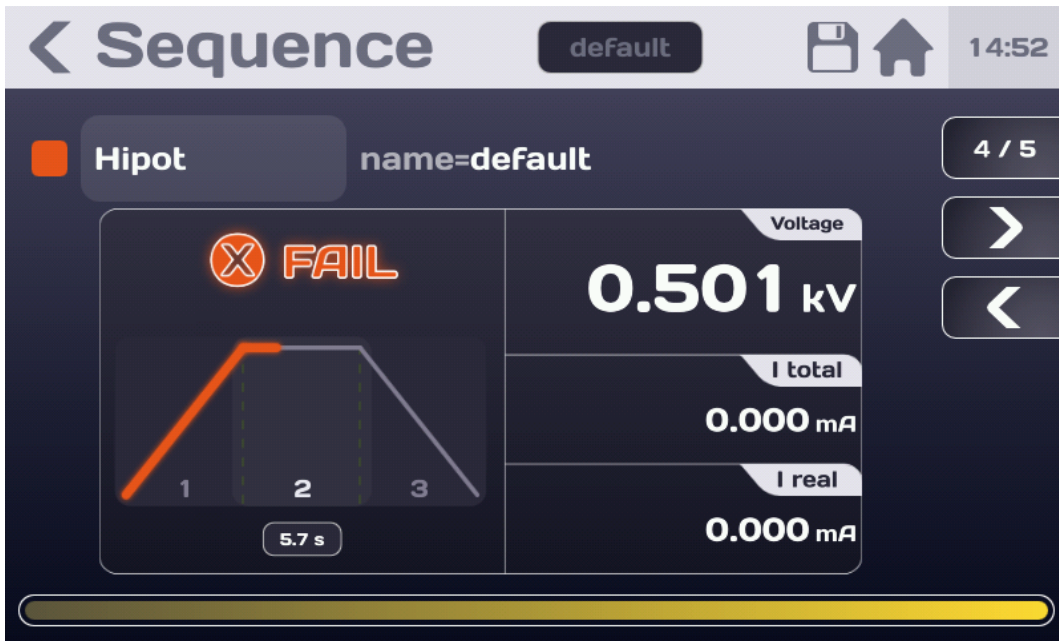 Sequence default 14:52
Hipot name=default 4 / 5
FAIL
Voltage
0.501 kV
I total
0.000 mA
I real
0.000 mA
1 2 3
5.7 s